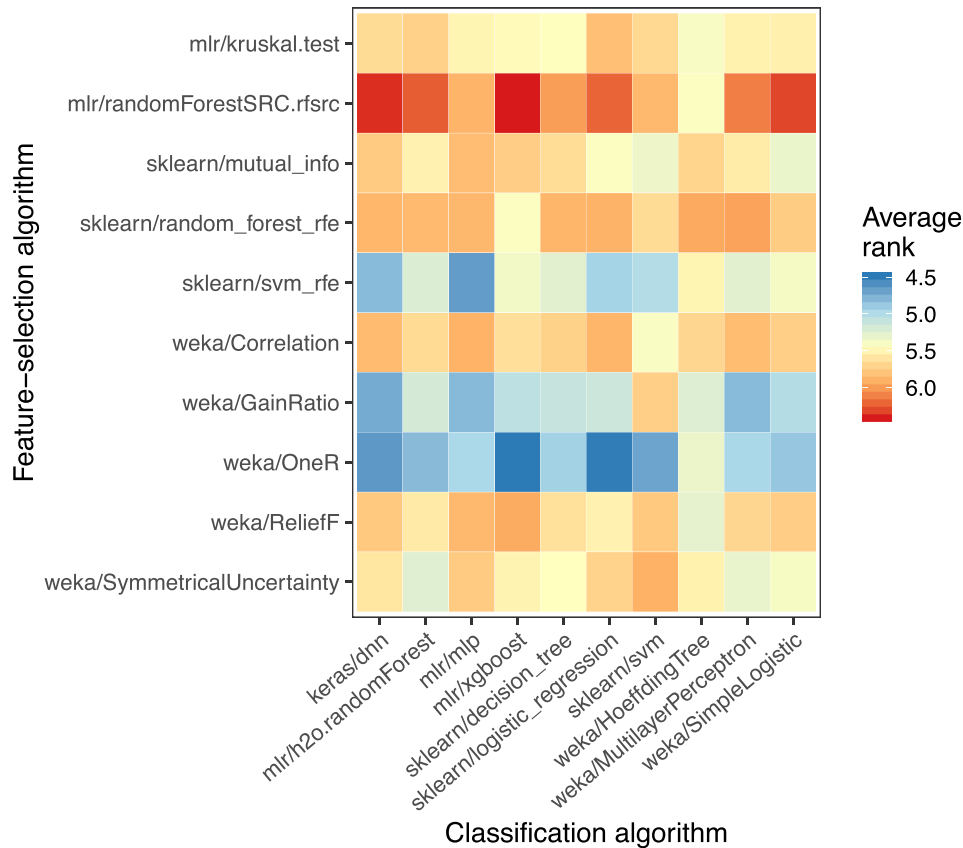 Feature−selection algorithm
mlr/kruskal.test
mlr/randomForestSRC.rfsrc
sklearn/mutual_info
sklearn/random_forest_rfe
sklearn/svm_rfe
weka/Correlation
weka/GainRatio
weka/OneR
weka/ReliefF
weka/SymmetricalUncertainty
keras/dnn
mlr/h2o.randomForest
mlr/mlp
mlr/xgboost
sklearn/decision_tree
sklearn/logistic_regression
sklearn/svm
weka/HoeffdingTree
weka/MultilayerPerceptron
weka/SimpleLogistic
Classification algorithm
Average
rank
4.5
5.0
5.5
6.0